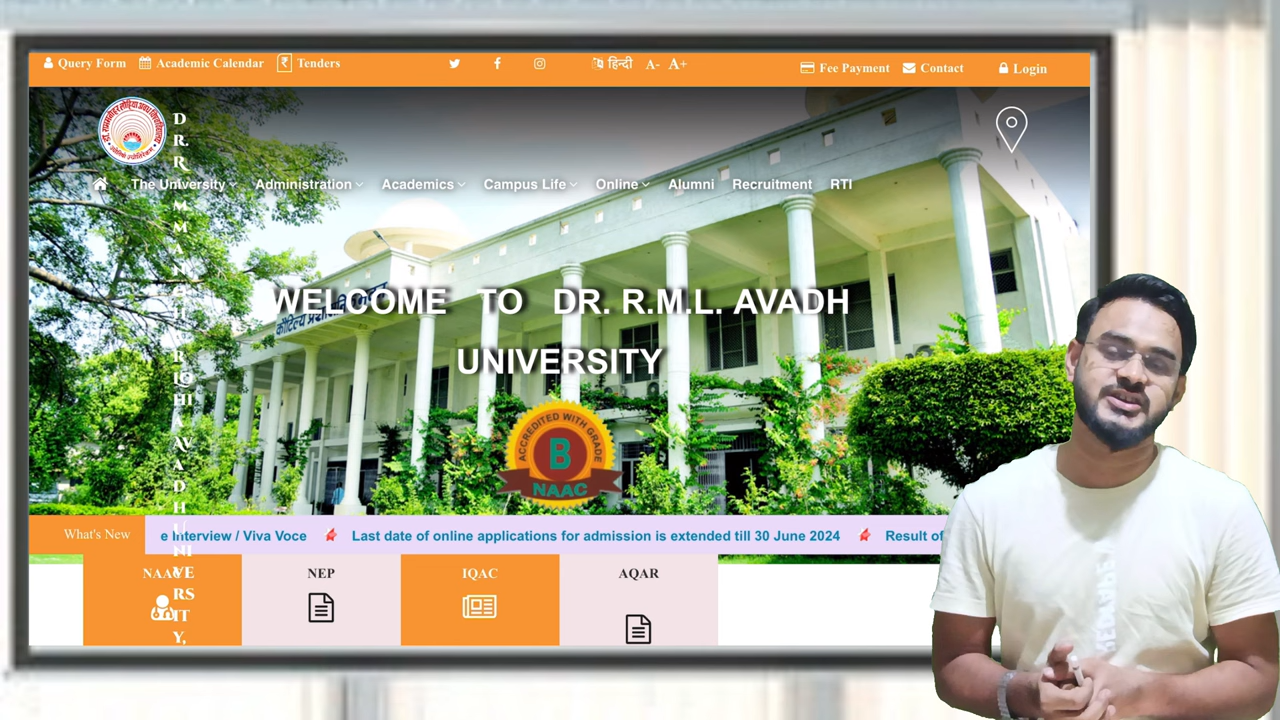 Query Form Academic Calendar ₹ Tenders हिन्दी A- A+ Fee Payment Contact Login
The University Administration Academics Campus Life Online Alumni Recruitment RTI
WELCOME TO DR. R.M.L. AVADH
UNIVERSITY
ACCREDITED WITH GRADE
B
NAAC
What's New e Interview / Viva Voce Last date of online applications for admission is extended till 30 June 2024 Result of
NEP IQAC AQAR